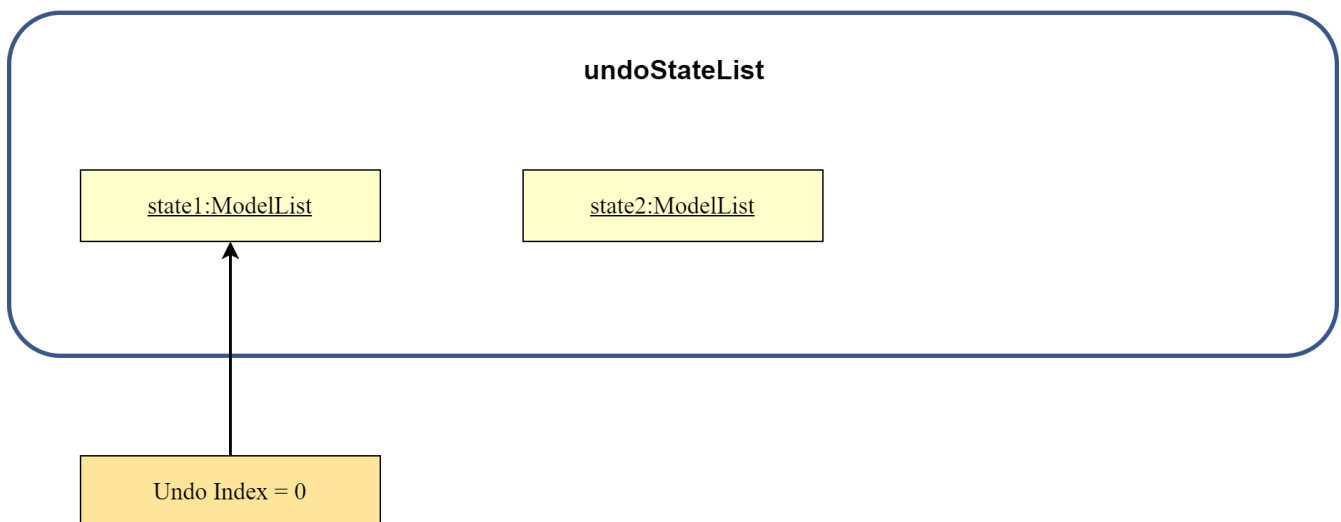 undoStateList
state1:ModelList
state2:ModelList
Undo Index = 0